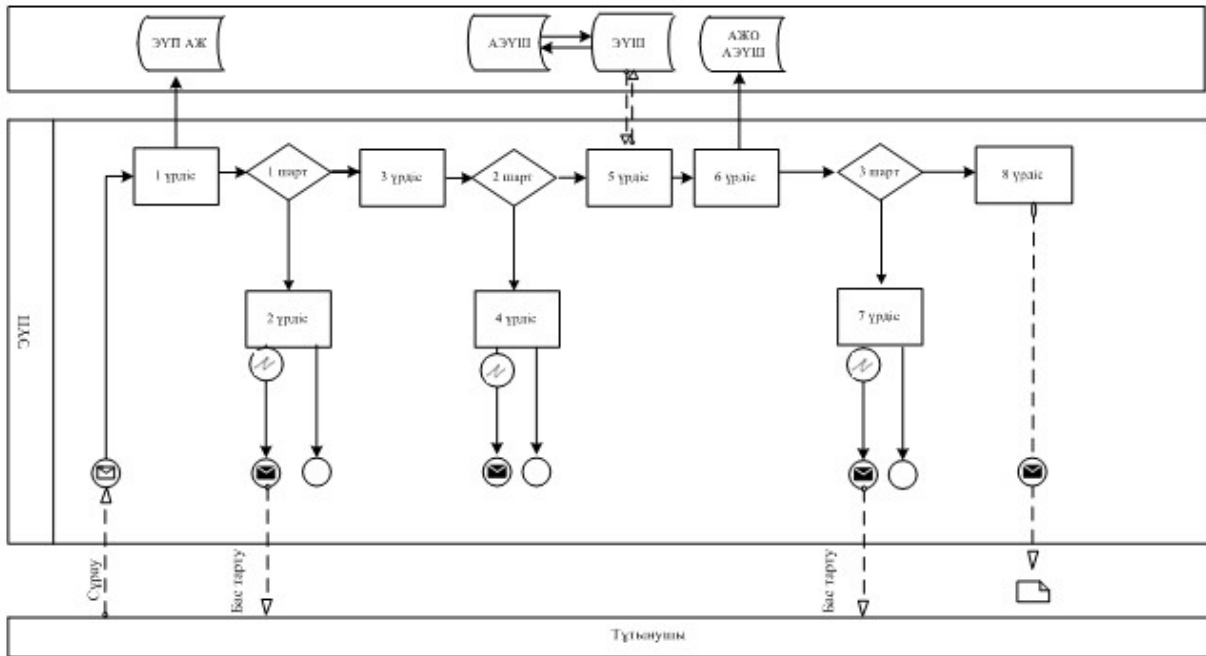 ЭҮП АЖ
АЭҮШ
ЭҮШ
АЖО
АЭҮШ
1 үрдіс
1 шарт
3 үрдіс
2 шарт
5 үрдіс
6 үрдіс
3 шарт
8 үрдіс
2 үрдіс
4 үрдіс
7 үрдіс
ЭҮП
Сұрау
Бас тарту
Бас тарту
Тұтынушы